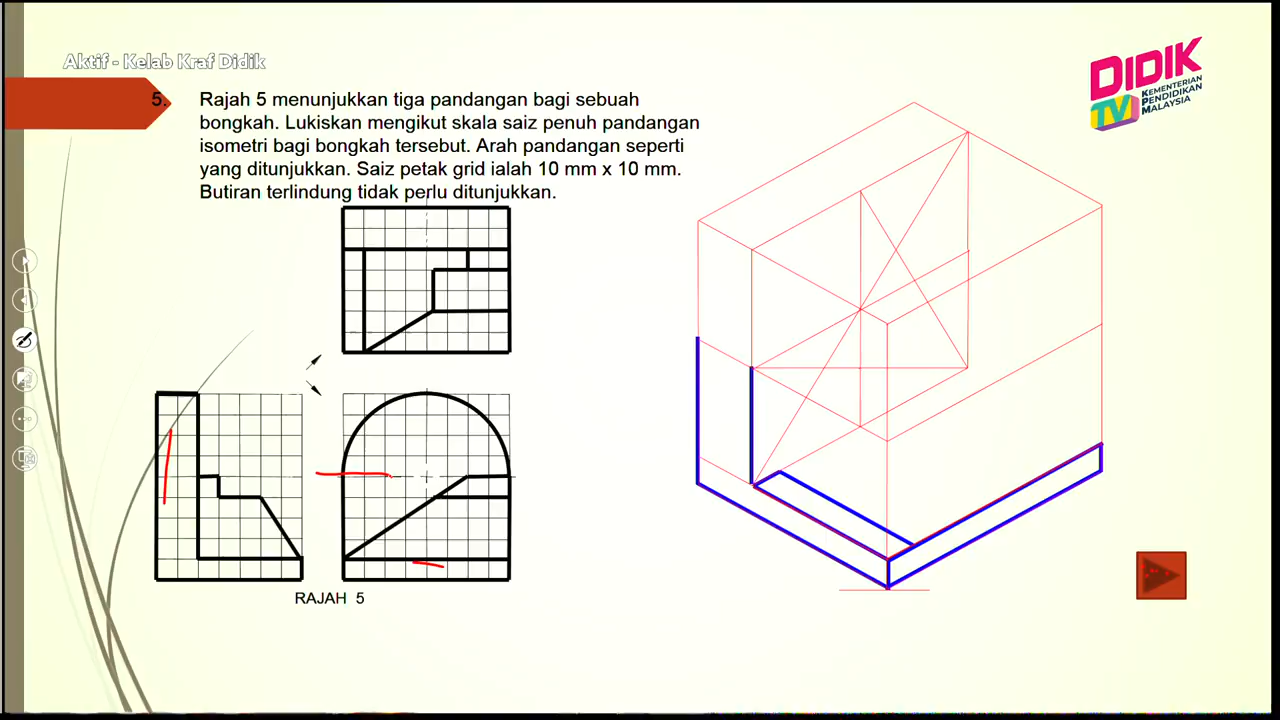 Aktif - Kelab Kraf Didik
5. Rajah 5 menunjukkan tiga pandangan bagi sebuah
bongkah. Lukiskan mengikut skala saiz penuh pandangan
isometri bagi bongkah tersebut. Arah pandangan seperti
yang ditunjukkan. Saiz petak grid ialah 10 mm x 10 mm.
Butiran terlindung tidak perlu ditunjukkan.
RAJAH 5
DIDIK
TV
KEMENTERIAN
PENDIDIKAN
MALAYSIA